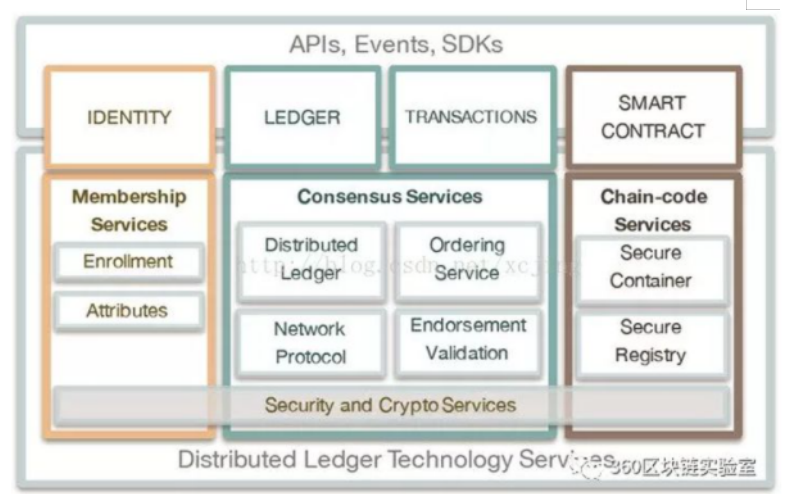 APIs, Events, SDKs
IDENTITY
LEDGER
TRANSACTIONS
SMART
CONTRACT
Membership
Services
Enrollment
Attributes
Consensus Services
Distributed
Ledger
Ordering
Service
Network
Protocol
Endorsement
Validation
Chain-code
Services
Secure
Container
Secure
Registry
http://blog.csdn.net/xcj
Security and Crypto Services
Distributed Ledger Technology Services
360区块链实验室